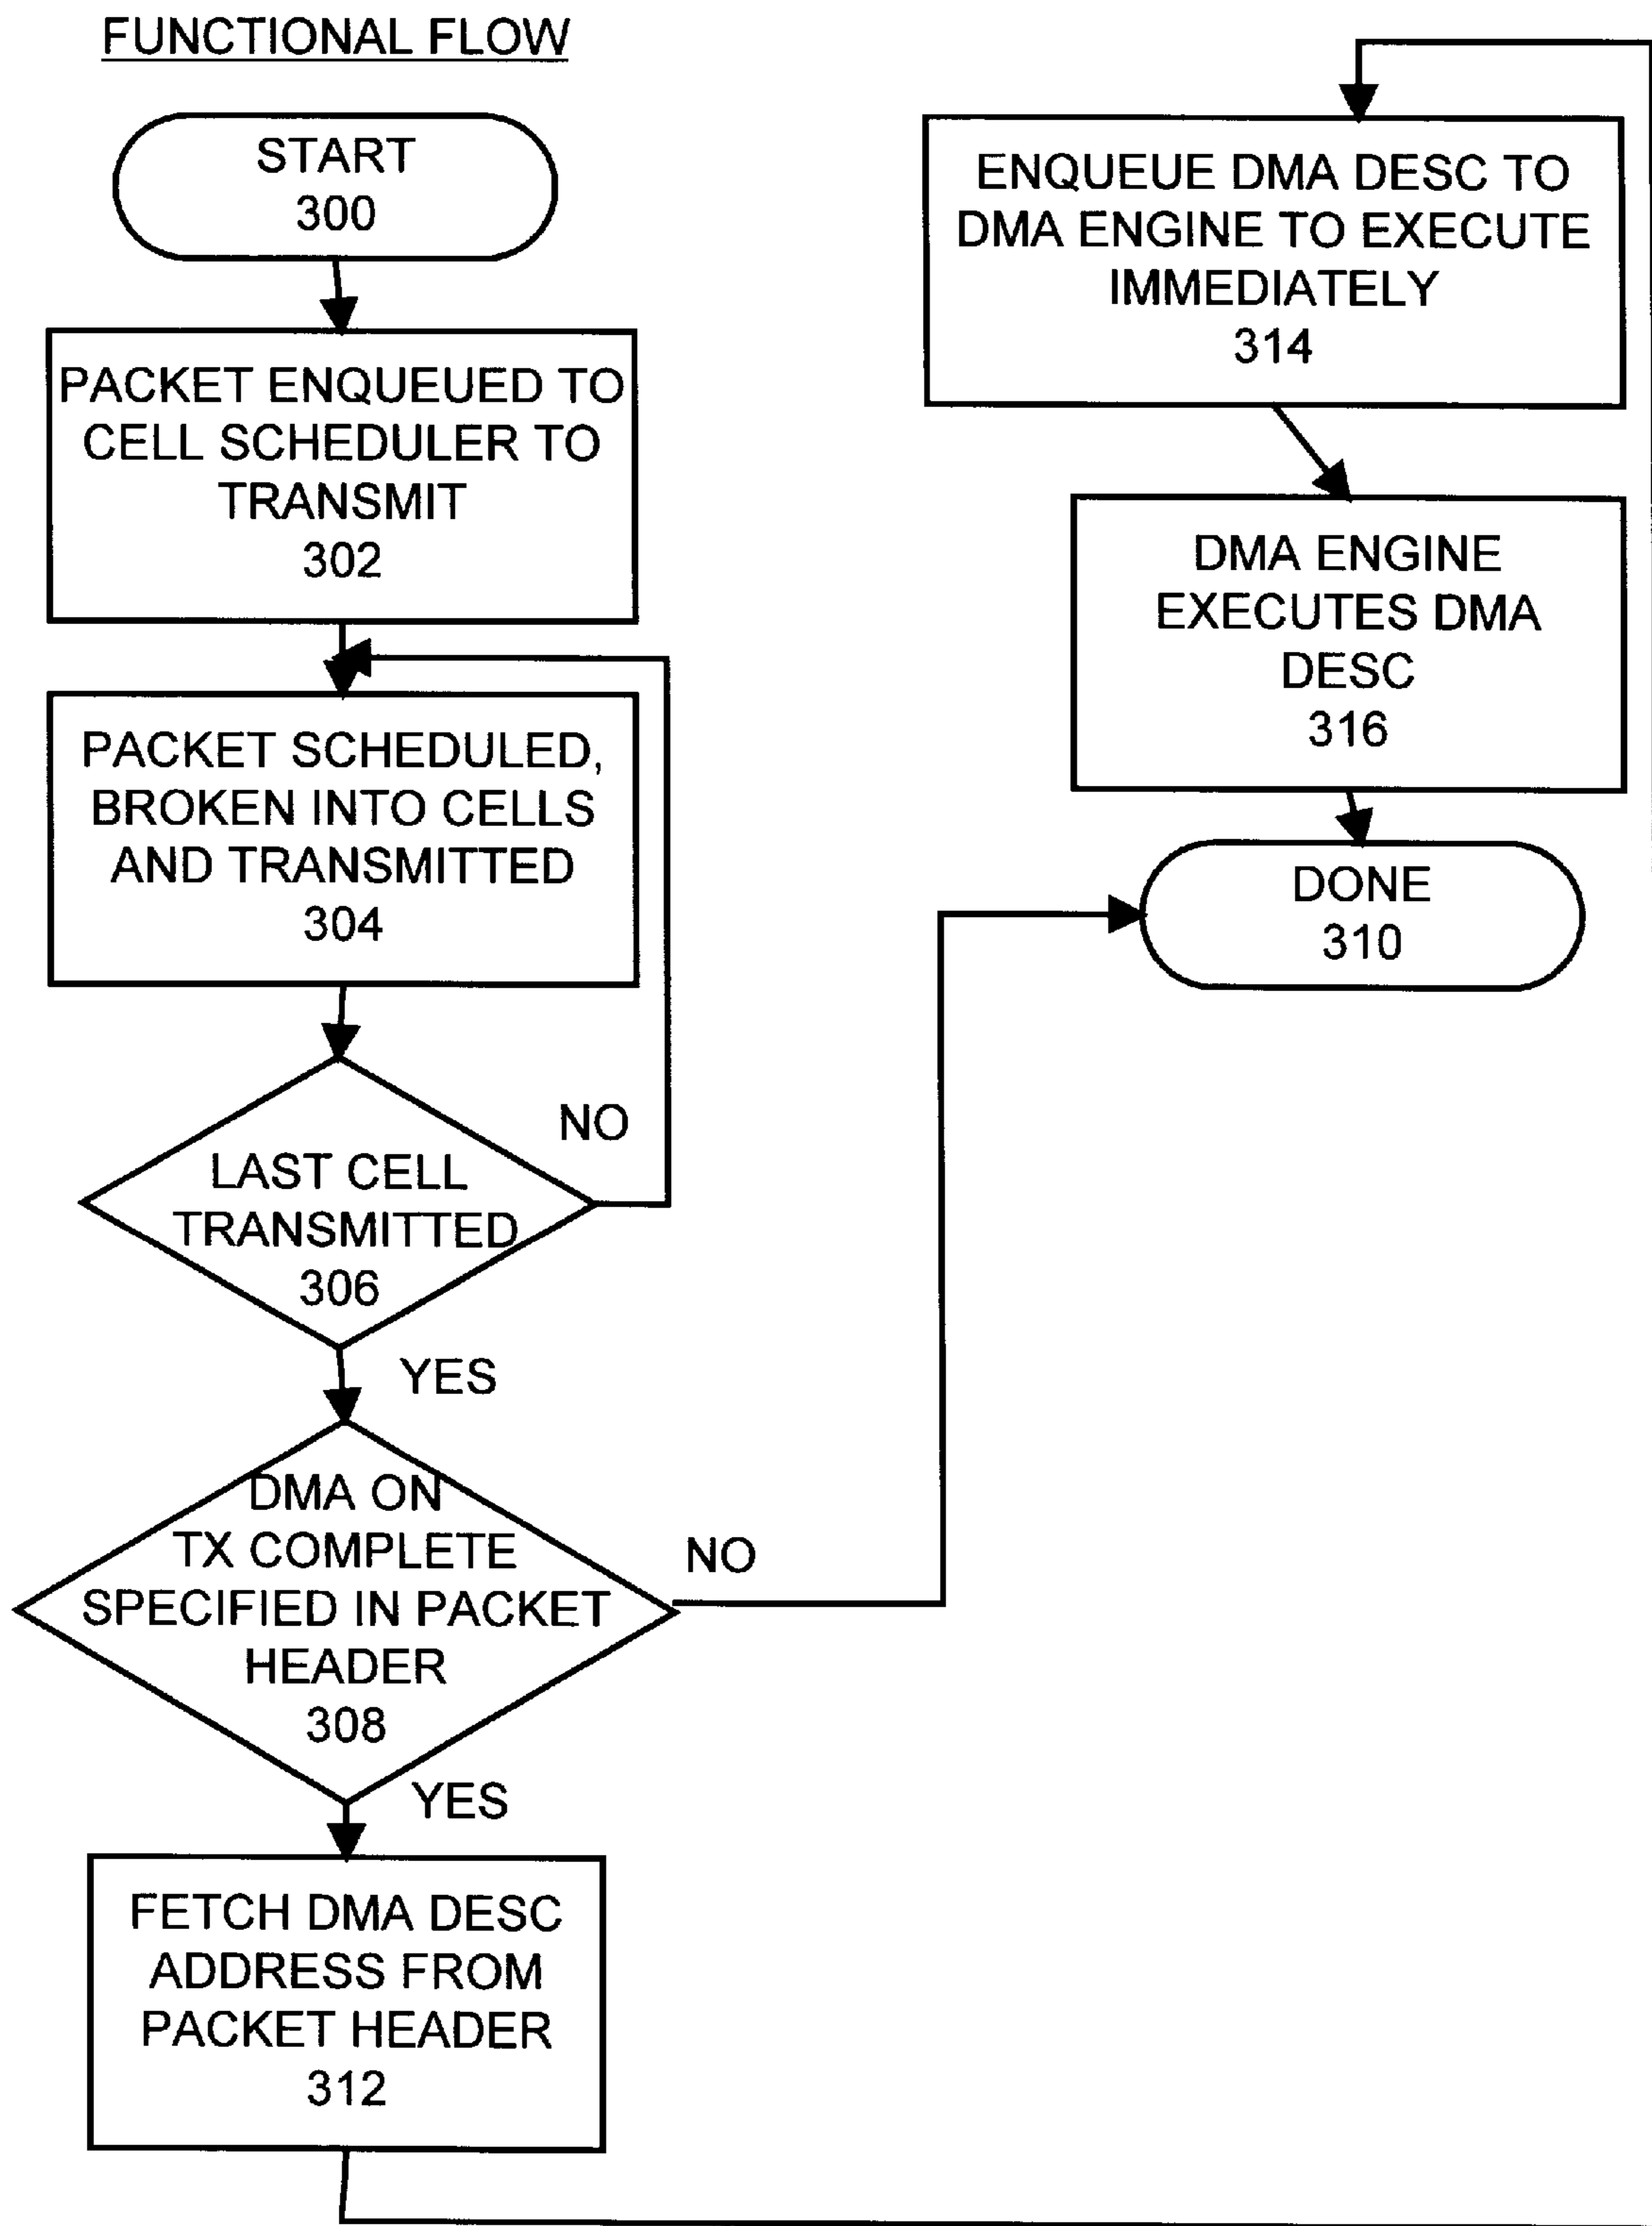 FUNCTIONAL FLOW
START
300
PACKET ENQUEUED TO
CELL SCHEDULER TO
TRANSMIT
302
PACKET SCHEDULED,
BROKEN INTO CELLS
AND TRANSMITTED
304
NO
LAST CELL
TRANSMITTED
306
YES
DMA ON
TX COMPLETE
SPECIFIED IN PACKET
HEADER
308
NO
YES
FETCH DMA DESC
ADDRESS FROM
PACKET HEADER
312
ENQUEUE DMA DESC TO
DMA ENGINE TO EXECUTE
IMMEDIATELY
314
DMA ENGINE
EXECUTES DMA
DESC
316
DONE
310